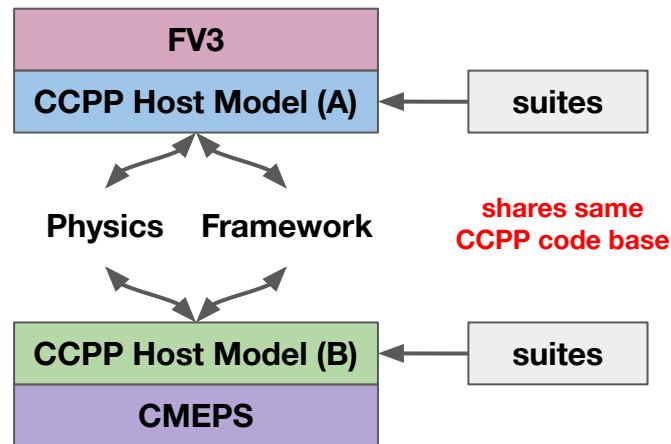 FV3
CCPP Host Model (A)
suites
Physics
Framework
shares same
CCPP code base
CCPP Host Model (B)
suites
CMEPS